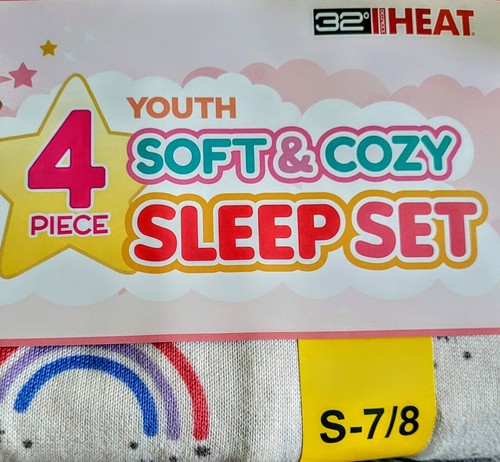 32° HEAT
4
PIECE
YOUTH
SOFT & COZY
SLEEP SET
S-7/8